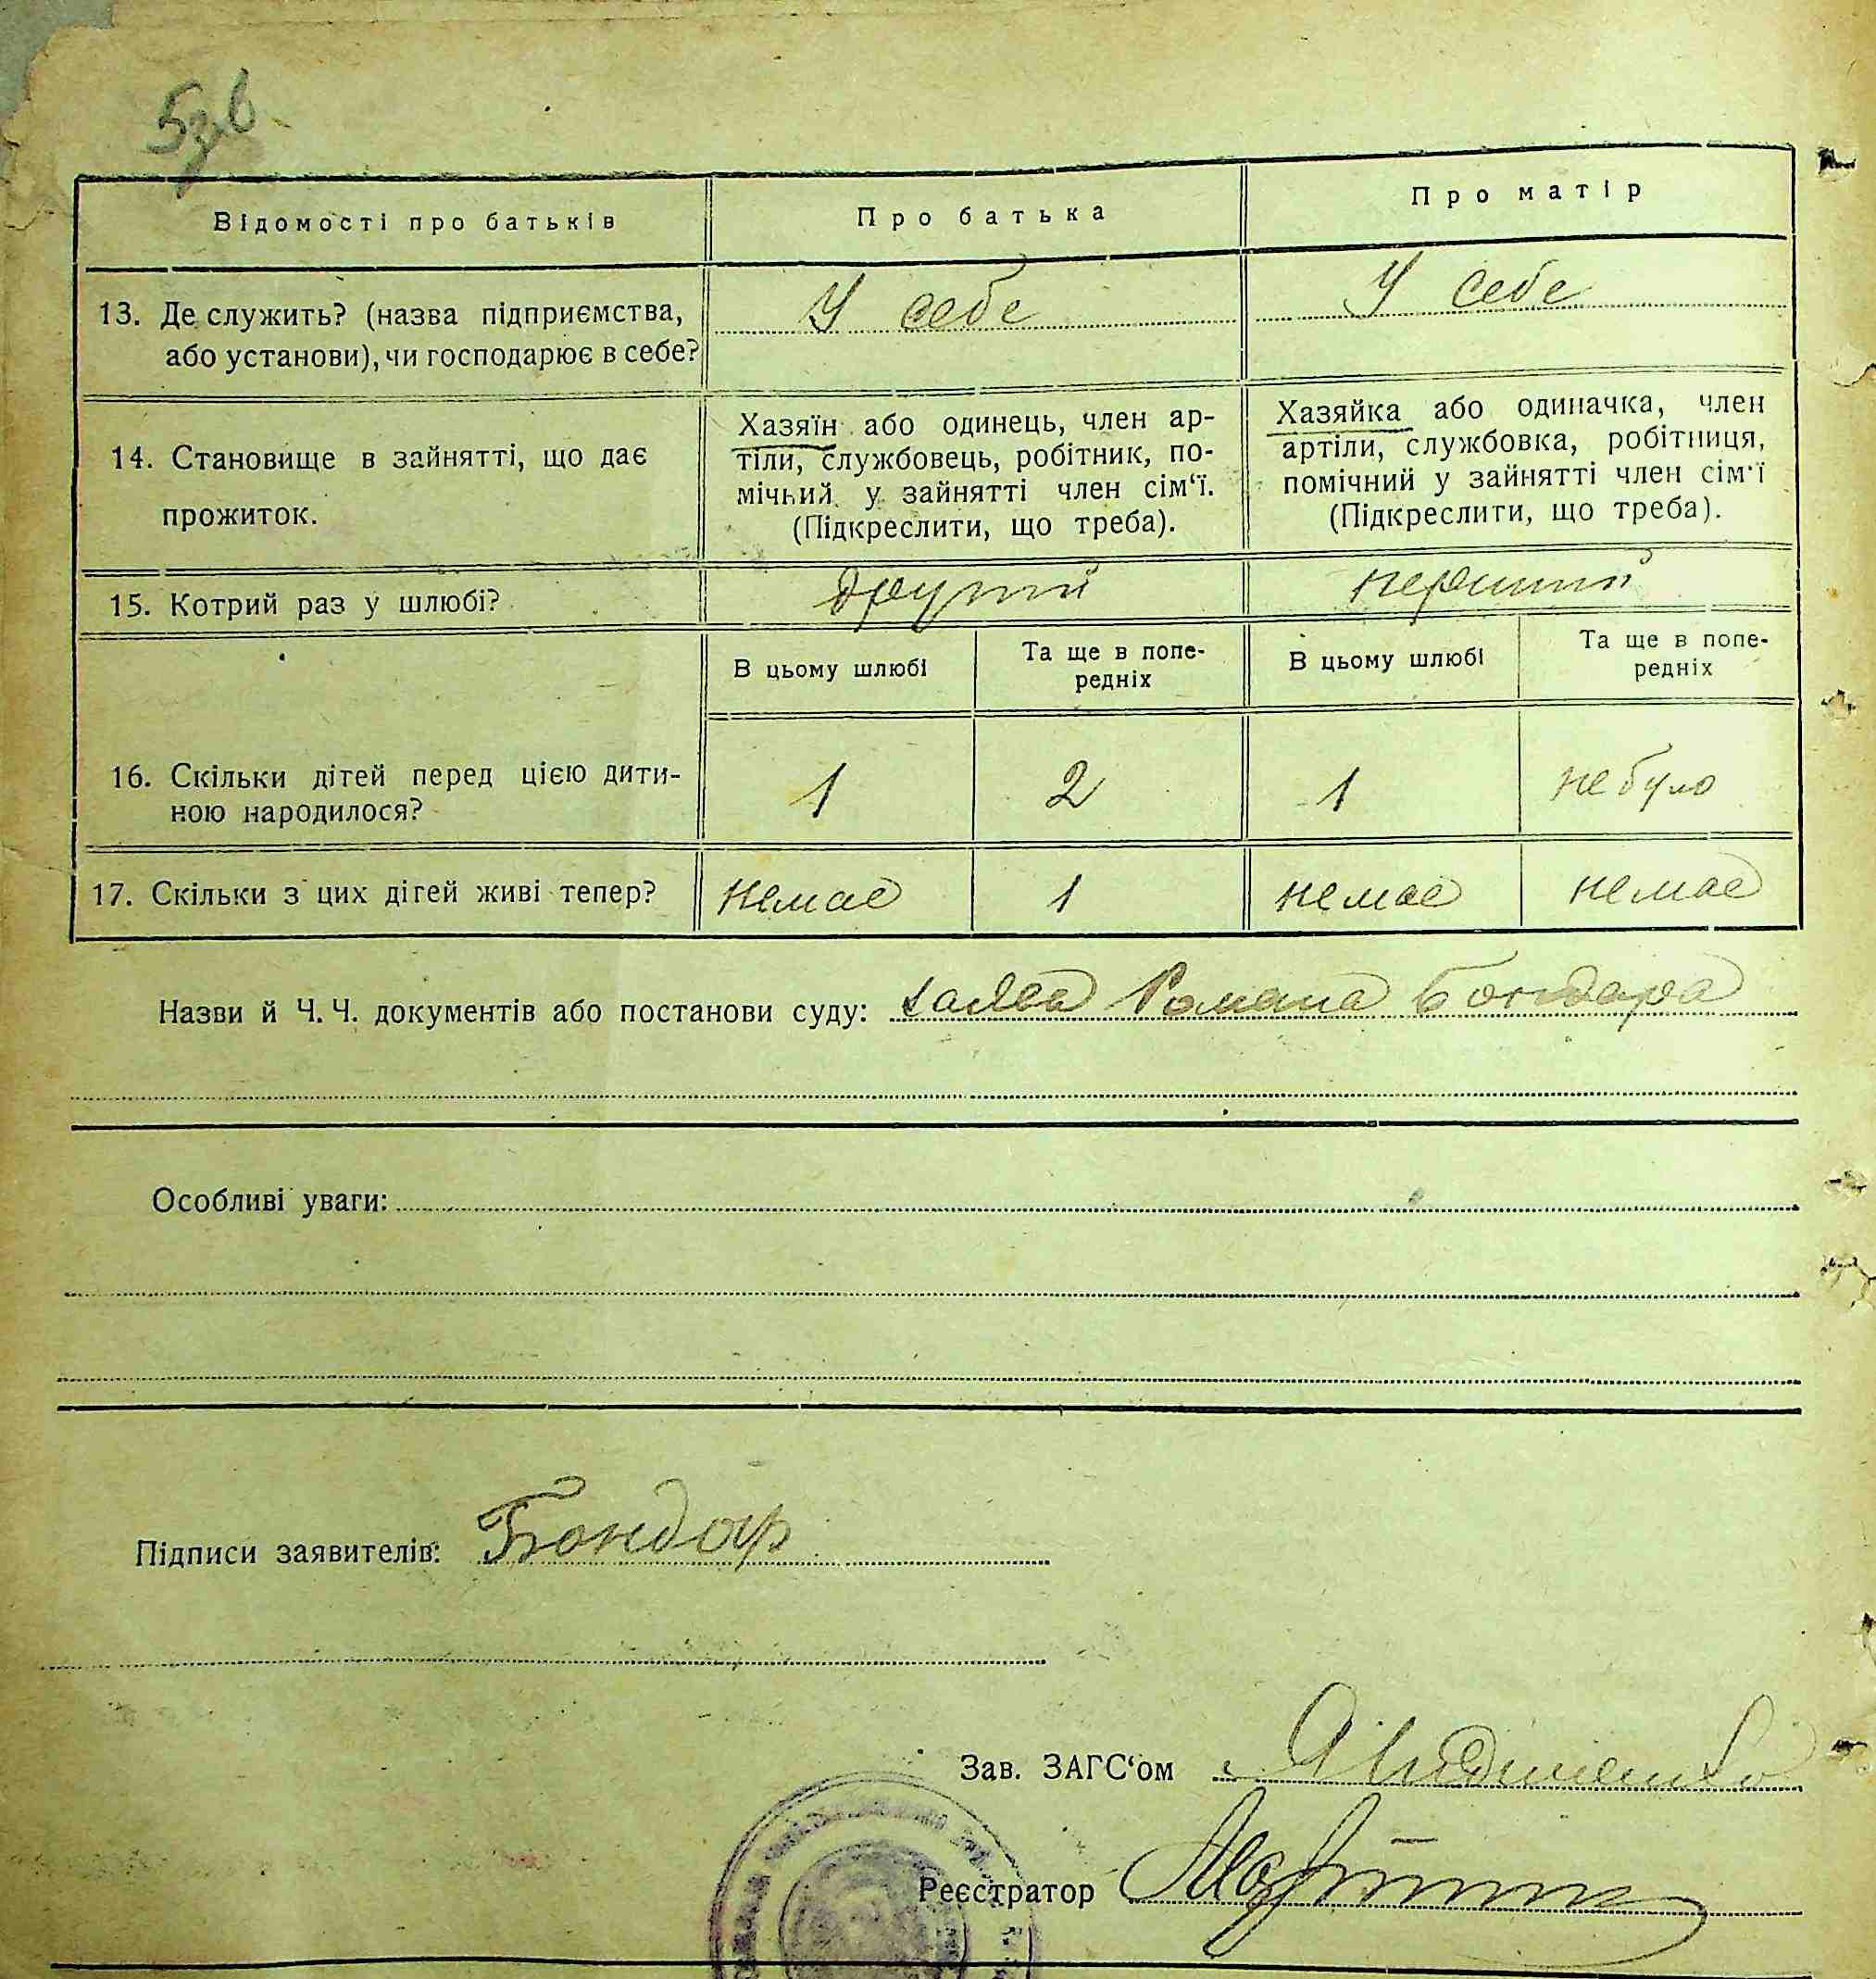 5зв
Відомості про батьків
Про батька
Про матір
13. Де служить? (назва підприємства,
або установи), чи господарює в себе?
У себе
У себе
14. Становище в зайнятті, що дає
прожиток.
Хазяїн або одинець, член ар-
тіли, службовець, робітник, по-
мічний у зайнятті член сім‘ї.
(Підкреслити, що треба).
Хазяйка або одиначка, член
артіли, службовка, робітниця,
помічний у зайнятті член сім‘ї
(Підкреслити, що треба).
15. Котрий раз у шлюбі?
другий
перший
В цьому шлюбі
Та ще в попе-
редніх
В цьому шлюбі
Та ще в попе-
редніх
16. Скільки дітей перед цією дити-
ною народилося?
1
2
1
не було
17. Скільки з цих дітей живі тепер?
немає
1
немає
немає
Назви й Ч. Ч. документів або постанови суду: заява Романа Бондара
Особливі уваги:
Підписи заявителів: Бондар
Зав. ЗАГС‘ом
Реєстратор